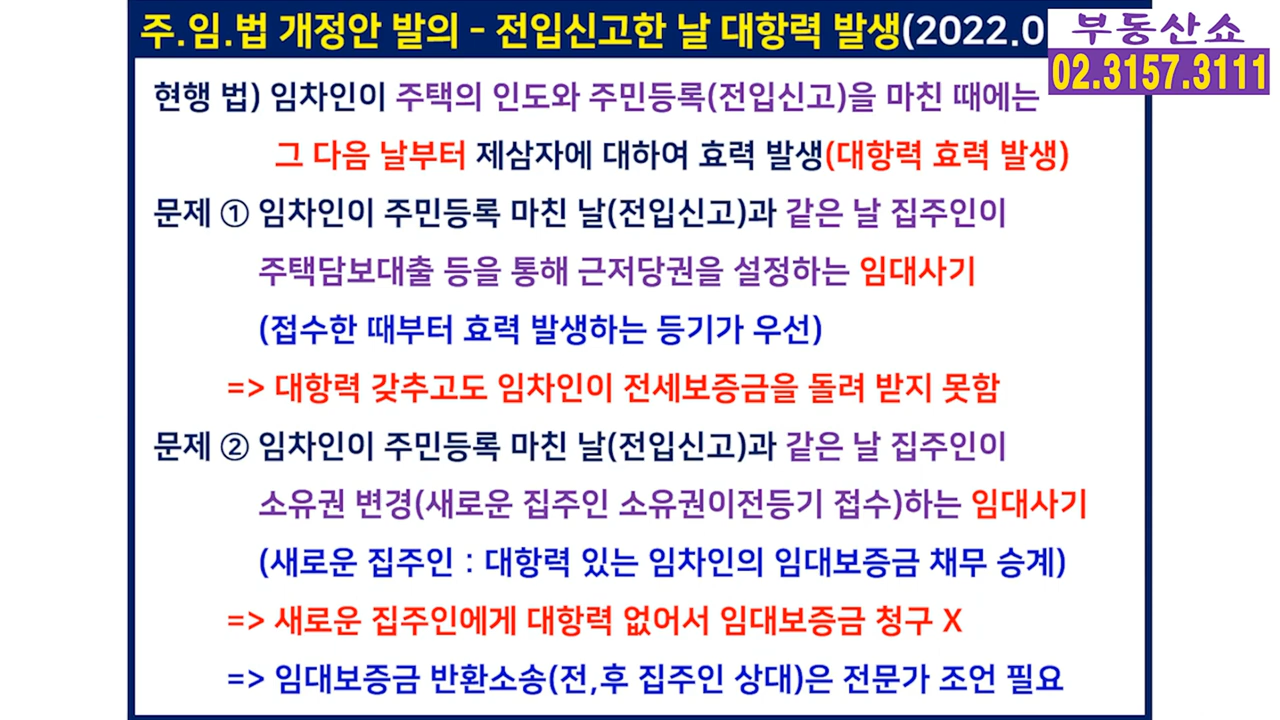 주.임.법 개정안 발의 - 전입신고한 날 대항력 발생(2022.0
부동산쇼
02.3157.3111
현행 법) 임차인이 주택의 인도와 주민등록(전입신고)을 마친 때에는
그 다음 날부터 제삼자에 대하여 효력 발생(대항력 효력 발생)
문제 ① 임차인이 주민등록 마친 날(전입신고)과 같은 날 집주인이
주택담보대출 등을 통해 근저당권을 설정하는 임대사기
(접수한 때부터 효력 발생하는 등기가 우선)
=> 대항력 갖추고도 임차인이 전세보증금을 돌려 받지 못함
문제 ② 임차인이 주민등록 마친 날(전입신고)과 같은 날 집주인이
소유권 변경(새로운 집주인 소유권이전등기 접수)하는 임대사기
(새로운 집주인 : 대항력 있는 임차인의 임대보증금 채무 승계)
=> 새로운 집주인에게 대항력 없어서 임대보증금 청구 X
=> 임대보증금 반환소송(전,후 집주인 상대)은 전문가 조언 필요